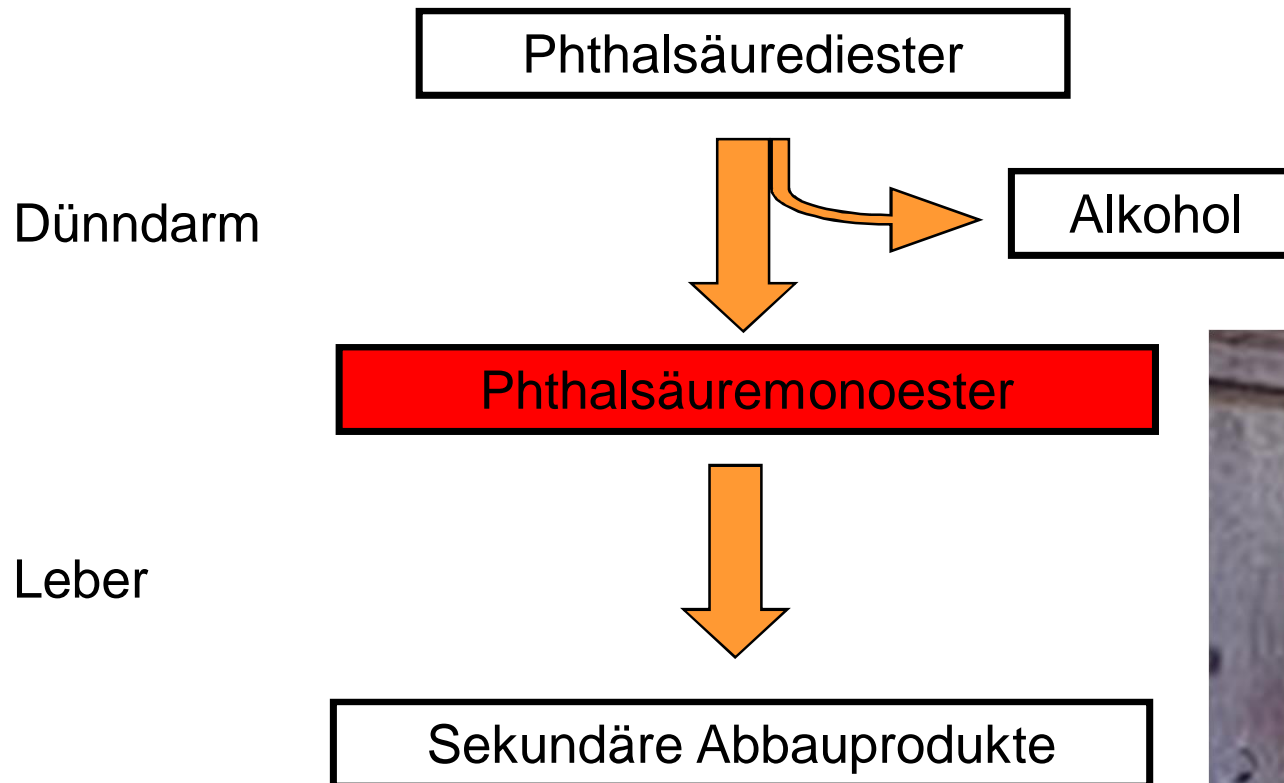 Phthalsäurediester
Dünndarm
Alkohol
Phthalsäuremonoester
Leber
Sekundäre Abbauprodukte